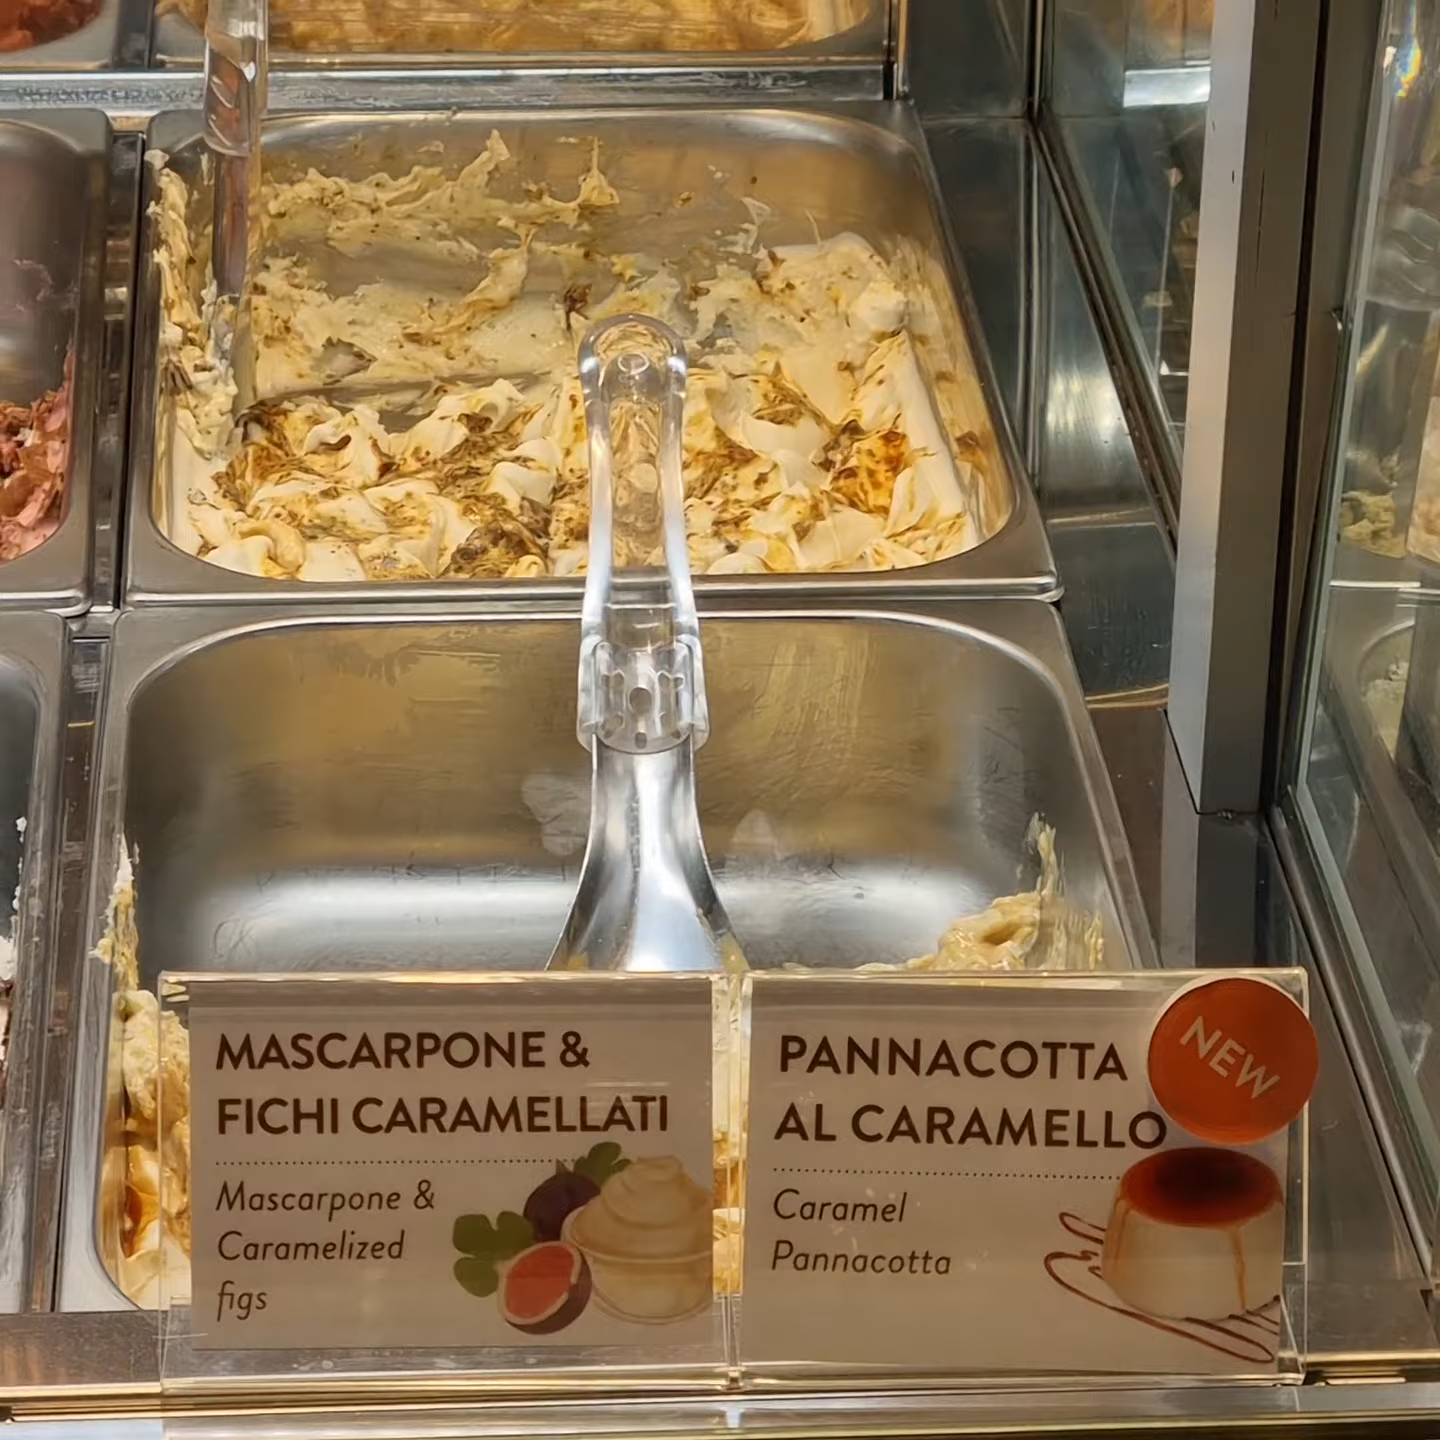 MASCARPONE &
FICHI CARAMELLATI
Mascarpone &
Caramelized
figs
PANNACOTTA
AL CARAMELLO
Caramel
Pannacotta
NEW